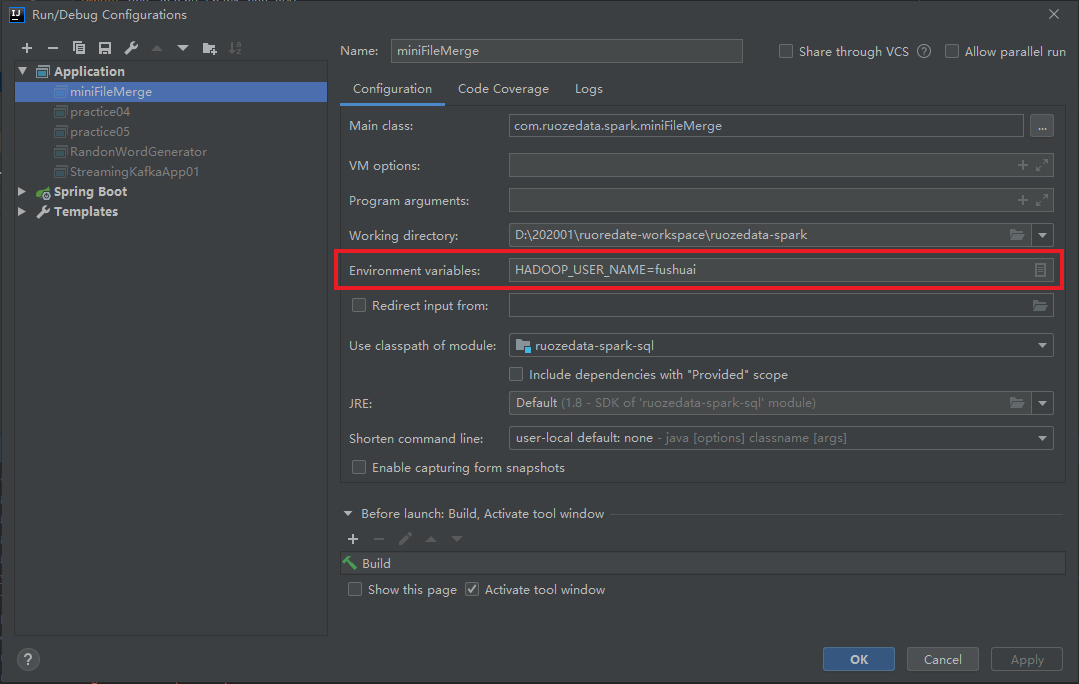 Run/Debug Configurations
Application
miniFileMerge
practice04
practice05
RandonWordGenerator
StreamingKafkaApp01
Spring Boot
Templates
Name: miniFileMerge
Share through VCS ?
Allow parallel run
Configuration Code Coverage Logs
Main class: com.ruozedata.spark.miniFileMerge ...
VM options:
Program arguments:
Working directory: D:\202001\ruoredate-workspace\ruozedata-spark
Environment variables: HADOOP_USER_NAME=fushuai
Redirect input from:
Use classpath of module: ruozedata-spark-sql
Include dependencies with "Provided" scope
JRE: Default (1.8 - SDK of 'ruozedata-spark-sql' module)
Shorten command line: user-local default: none - java [options] classname [args]
Enable capturing form snapshots
Before launch: Build, Activate tool window
Build
Show this page Activate tool window
? OK Cancel Apply